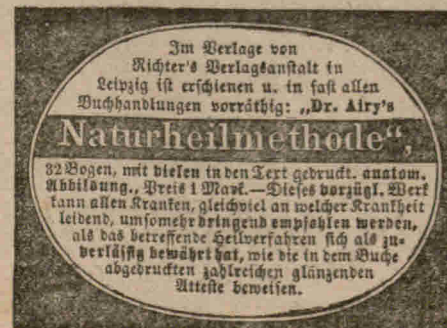 Im Verlage von
Richter's Verlagsanstalt in
Leipzig ist erschienen u. in fast allen
Buchhandlungen vorräthig: „Dr. Airy's
Naturheilmethode“,
32 Bogen, mit vielen in den Text gedruckt. anatom.
Abbildung., Preis 1 Mark. — Dieses vorzügl. Werk
kann allen Kranken, gleichviel an welcher Krankheit
leidend, umsomehr dringend empfohlen werden,
als das betreffende Heilverfahren sich als zu-
verlässig bewährt hat, wie die in dem Buche
abgedruckten zahlreichen glänzenden
Atteste beweisen.